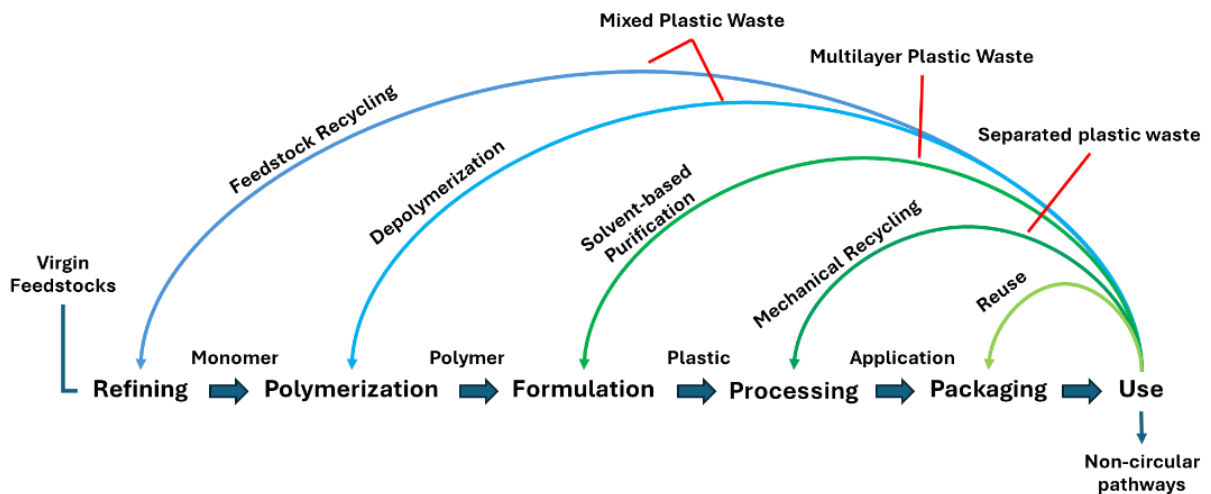 Mixed Plastic Waste
Multilayer Plastic Waste
Separated plastic waste
Feedstock Recycling
Depolymerization
Solvent-based
Purification
Mechanical Recycling
Reuse
Virgin
Feedstocks
Monomer
Polymer
Plastic
Application
Refining
Polymerization
Formulation
Processing
Packaging
Use
Non-circular
pathways